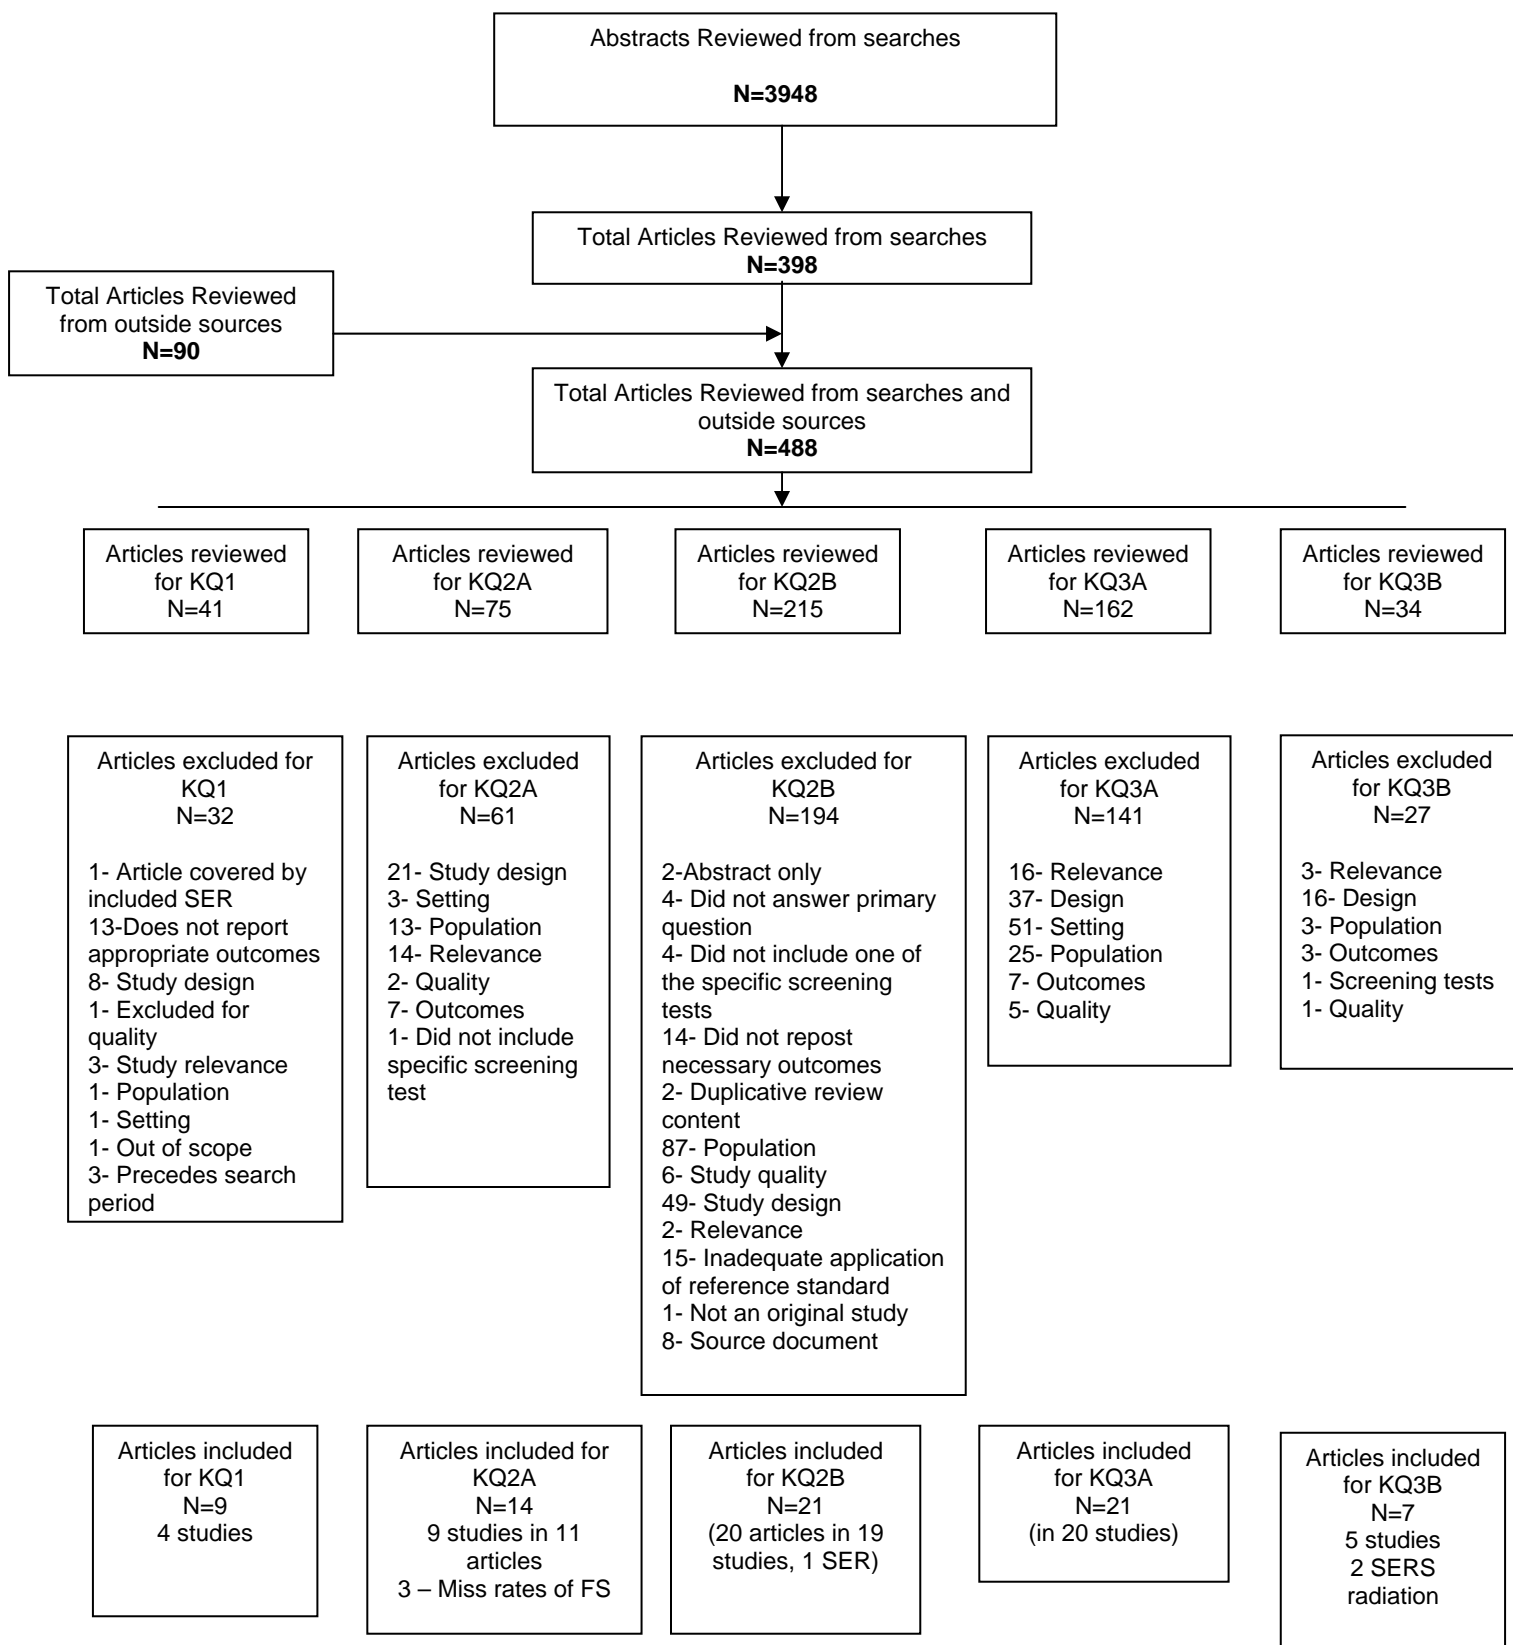 Abstracts Reviewed from searches
N=3948
Total Articles Reviewed from searches
N=398
Total Articles Reviewed
from outside sources
N=90
Total Articles Reviewed from searches and
outside sources
N=488
Articles reviewed
for KQ1
N=41
Articles reviewed
for KQ2A
N=75
Articles reviewed
for KQ2B
N=215
Articles reviewed
for KQ3A
N=162
Articles reviewed
for KQ3B
N=34
Articles excluded for
KQ1
N=32
1- Article covered by
included SER
13-Does not report
appropriate outcomes
8- Study design
1- Excluded for
quality
3- Study relevance
1- Population
1- Setting
1- Out of scope
3- Precedes search
period
Articles excluded
for KQ2A
N=61
21- Study design
3- Setting
13- Population
14- Relevance
2- Quality
7- Outcomes
1- Did not include
specific screening
test
Articles excluded for
KQ2B
N=194
2-Abstract only
4- Did not answer primary
question
4- Did not include one of
the specific screening
tests
14- Did not repost
necessary outcomes
2- Duplicative review
content
87- Population
6- Study quality
49- Study design
2- Relevance
15- Inadequate application
of reference standard
1- Not an original study
8- Source document
Articles excluded
for KQ3A
N=141
16- Relevance
37- Design
51- Setting
25- Population
7- Outcomes
5- Quality
Articles excluded
for KQ3B
N=27
3- Relevance
16- Design
3- Population
3- Outcomes
1- Screening tests
1- Quality
Articles included
for KQ1
N=9
4 studies
Articles included for
KQ2A
N=14
9 studies in 11
articles
3 – Miss rates of FS
Articles included
for KQ2B
N=21
(20 articles in 19
studies, 1 SER)
Articles included
for KQ3A
N=21
(in 20 studies)
Articles included
for KQ3B
N=7
5 studies
2 SERS
radiation